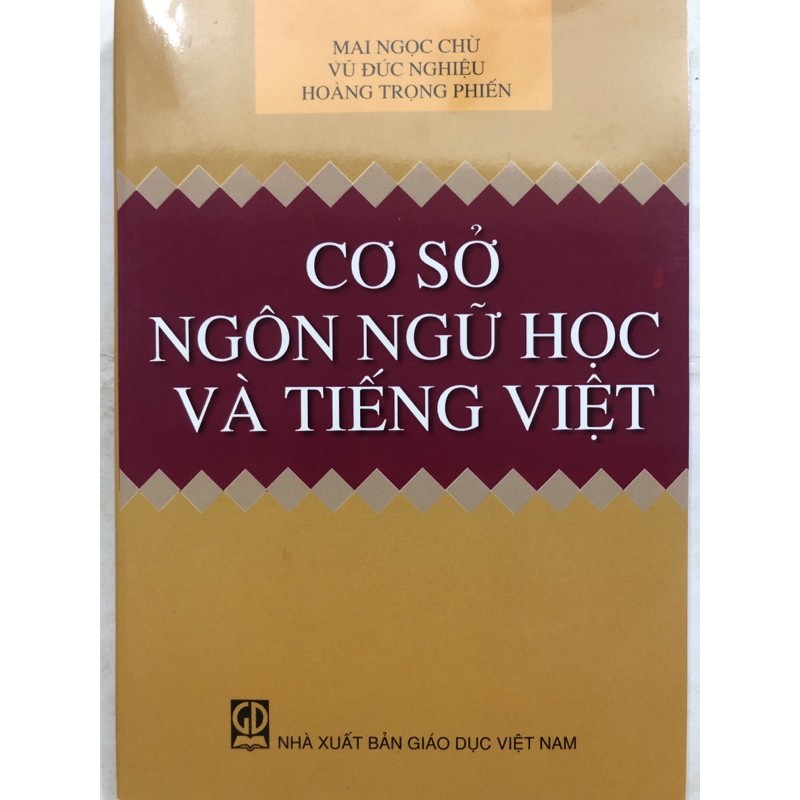 MAI NGỌC CHỪ
VŨ ĐỨC NGHIỆU
HOÀNG TRỌNG PHIẾN
CƠ SỞ
NGÔN NGỮ HỌC
VÀ TIẾNG VIỆT
GD
NHÀ XUẤT BẢN GIÁO DỤC VIỆT NAM